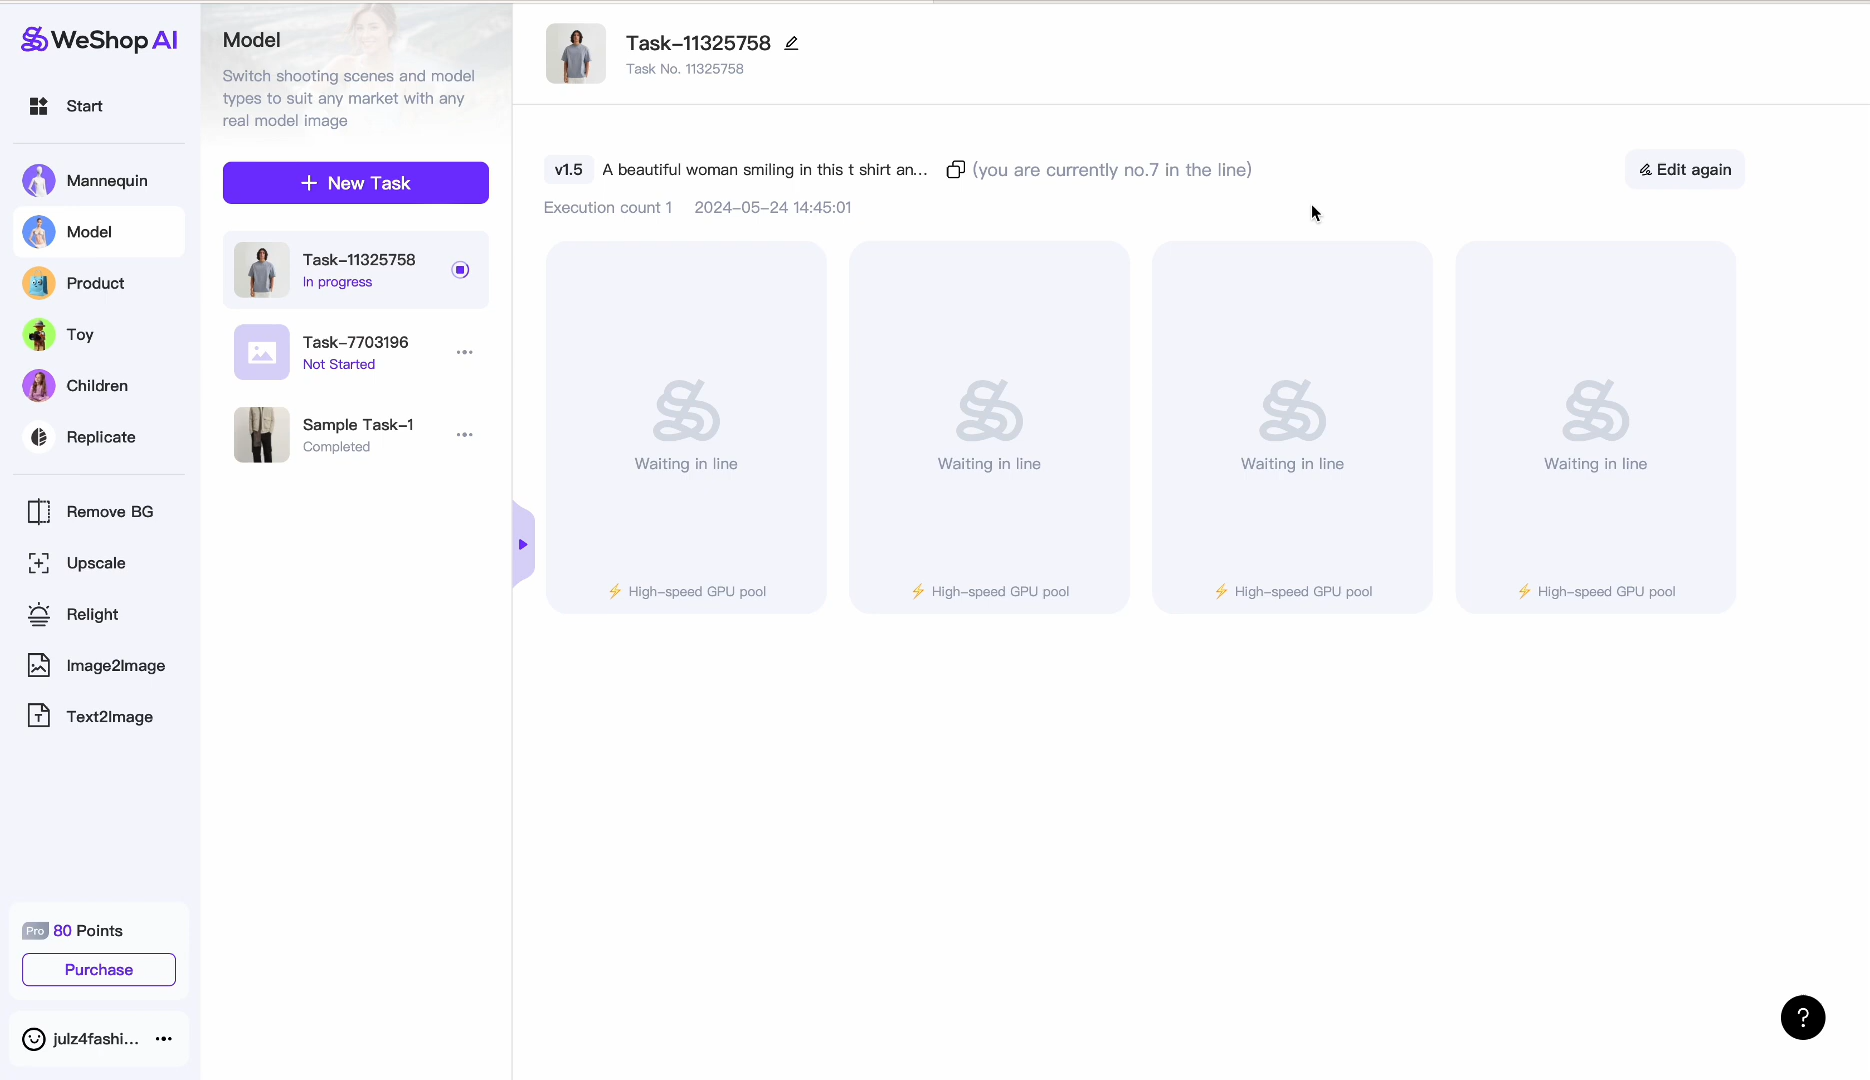 WeShop AI
Start
Mannequin
Model
Product
Toy
Children
Replicate
Remove BG
Upscale
Relight
Image2Image
Text2Image
Pro 80 Points
Purchase
julz4fashi...
Model
Switch shooting scenes and model
types to suit any market with any
real model image
+ New Task
Task-11325758
In progress
Task-7703196
Not Started
Sample Task-1
Completed
Task-11325758
Task No. 11325758
v1.5 A beautiful woman smiling in this t shirt an... (you are currently no.7 in the line)
Edit again
Execution count 1 2024-05-24 14:45:01
Waiting in line
High-speed GPU pool
Waiting in line
High-speed GPU pool
Waiting in line
High-speed GPU pool
Waiting in line
High-speed GPU pool
?